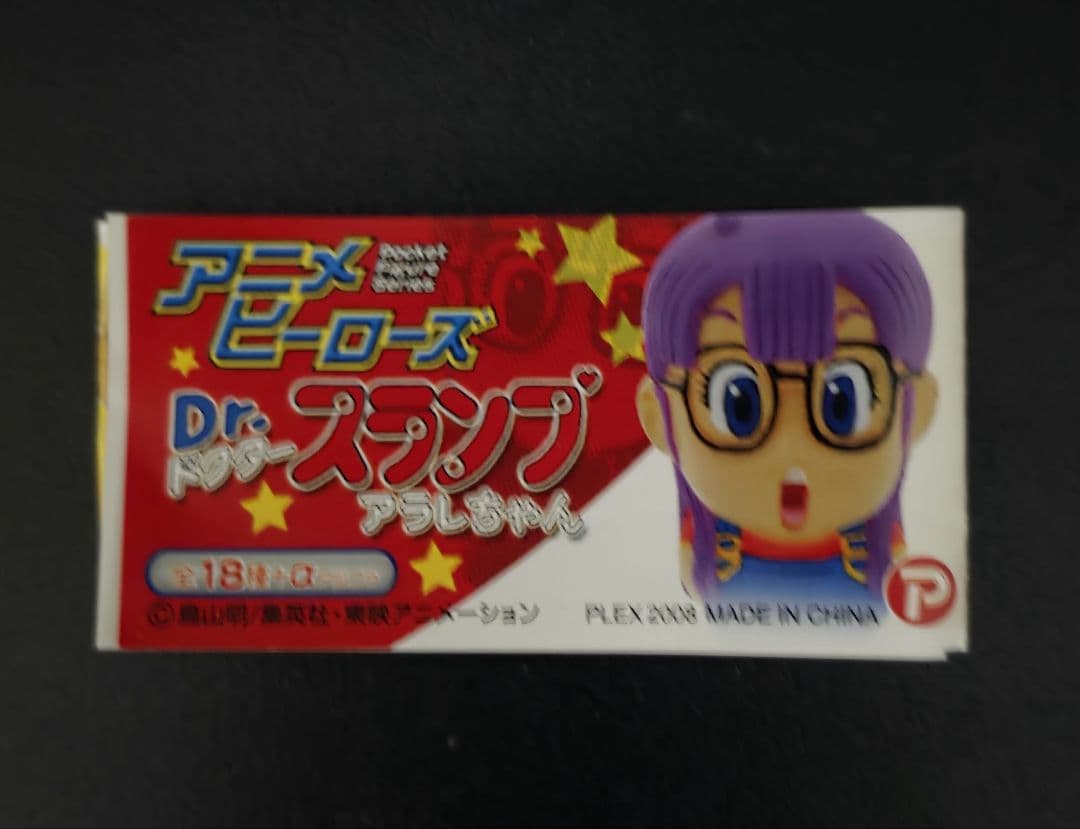 アニメ
Pocket
Figure
Series
ヒーローズ
Dr.スランプ
ドクター
アラレちゃん
全18種+α
©鳥山明/集英社・東映アニメーション
PLEX 2008 MADE IN CHINA
P